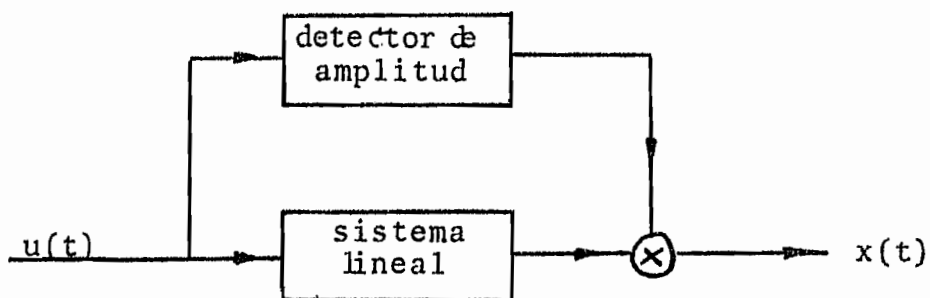 detector de
amplitud
u(t)
sistema
lineal
x(t)